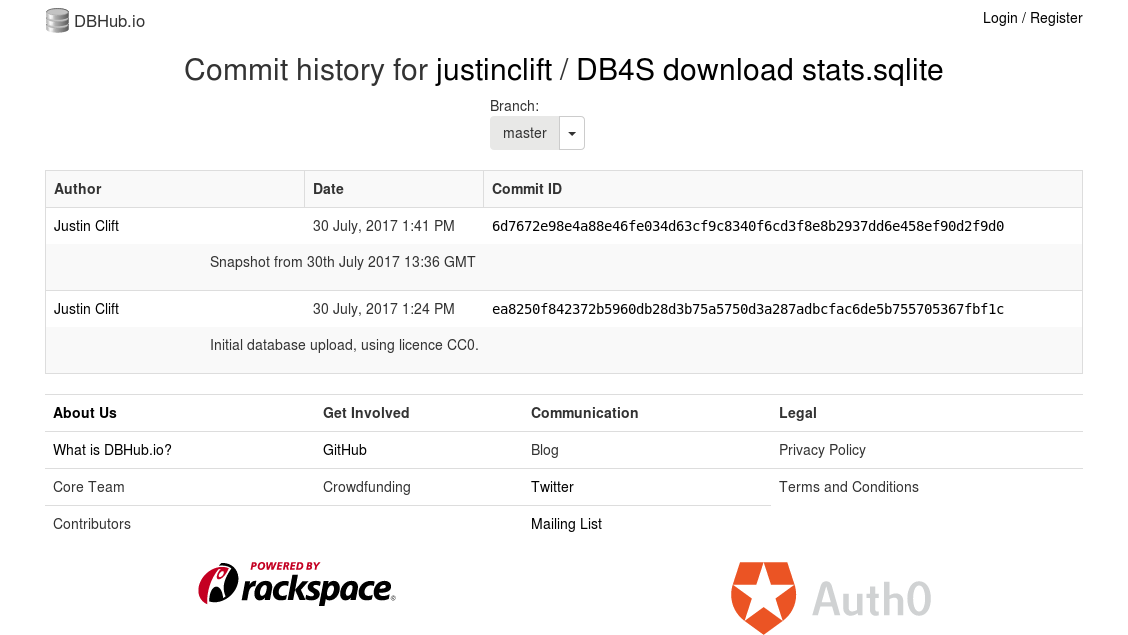 DBHub.io
Login / Register
Commit history for justinclift / DB4S download stats.sqlite
Branch:
master
Author Date Commit ID
Justin Clift 30 July, 2017 1:41 PM 6d7672e98e4a88e46fe034d63cf9c8340f6cd3f8e8b2937dd6e458ef90d2f9d0
Snapshot from 30th July 2017 13:36 GMT
Justin Clift 30 July, 2017 1:24 PM ea8250f842372b5960db28d3b75a5750d3a287adbcfac6de5b755705367fbf1c
Initial database upload, using licence CC0.
About Us Get Involved Communication Legal
What is DBHub.io? GitHub Blog Privacy Policy
Core Team Crowdfunding Twitter Terms and Conditions
Contributors Mailing List
POWERED BY
rackspace®
Auth0